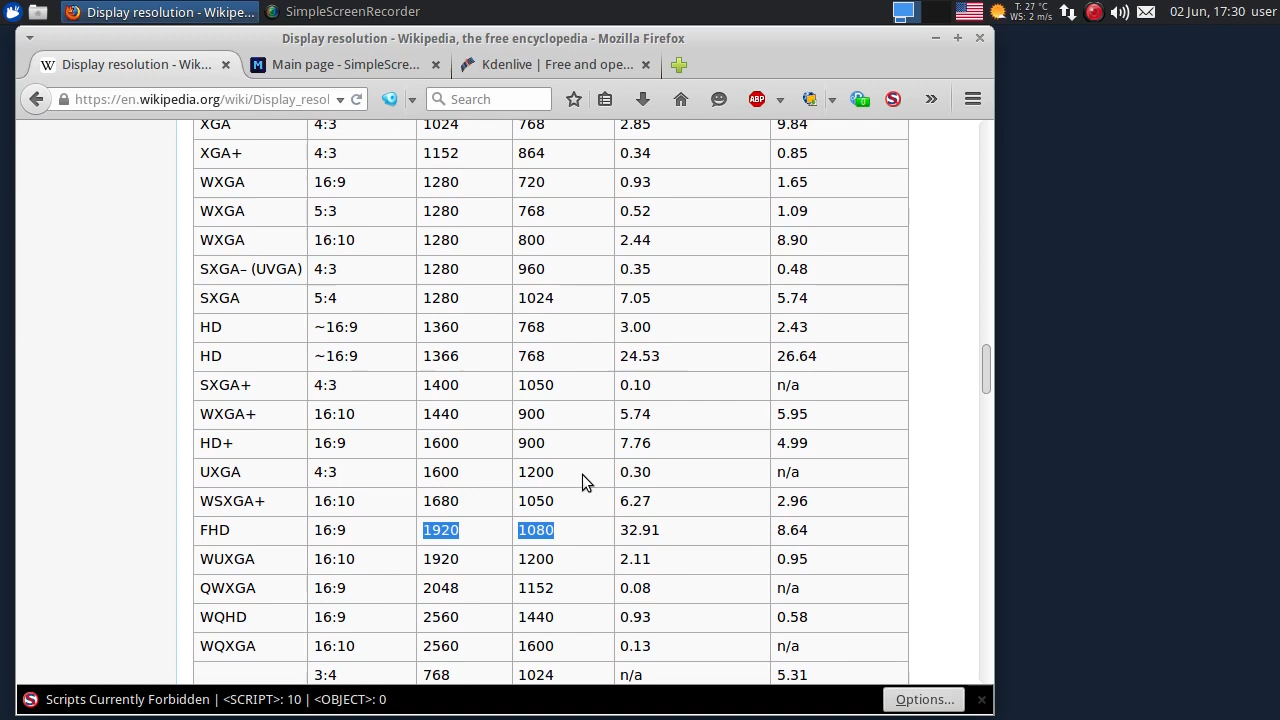 Display resolution - Wikipe... SimpleScreenRecorder T: 27 °C WS: 2 m/s 02 Jun, 17:30 user
Display resolution - Wikipedia, the free encyclopedia - Mozilla Firefox
W Display resolution - Wik... M Main page - SimpleScre... Kdenlive | Free and ope...
https://en.wikipedia.org/wiki/Display_resol Search ABP 0 S »
XGA 4:3 1024 768 2.85 9.84
XGA+ 4:3 1152 864 0.34 0.85
WXGA 16:9 1280 720 0.93 1.65
WXGA 5:3 1280 768 0.52 1.09
WXGA 16:10 1280 800 2.44 8.90
SXGA– (UVGA) 4:3 1280 960 0.35 0.48
SXGA 5:4 1280 1024 7.05 5.74
HD ~16:9 1360 768 3.00 2.43
HD ~16:9 1366 768 24.53 26.64
SXGA+ 4:3 1400 1050 0.10 n/a
WXGA+ 16:10 1440 900 5.74 5.95
HD+ 16:9 1600 900 7.76 4.99
UXGA 4:3 1600 1200 0.30 n/a
WSXGA+ 16:10 1680 1050 6.27 2.96
FHD 16:9 1920 1080 32.91 8.64
WUXGA 16:10 1920 1200 2.11 0.95
QWXGA 16:9 2048 1152 0.08 n/a
WQHD 16:9 2560 1440 0.93 0.58
WQXGA 16:10 2560 1600 0.13 n/a
3:4 768 1024 n/a 5.31
S Scripts Currently Forbidden | <SCRIPT>: 10 | <OBJECT>: 0 Options...